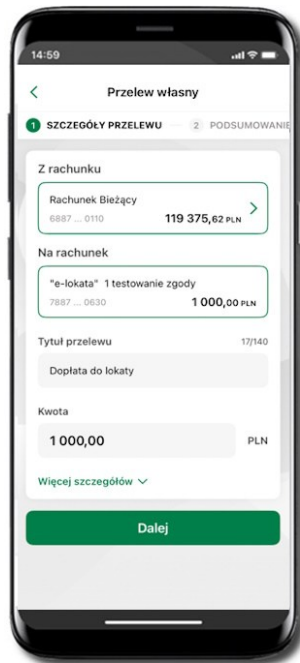 14:59
Przelew własny
1 SZCZEGÓŁY PRZELEWU 2 PODSUMOWANIE
Z rachunku
Rachunek Bieżący
6887 ... 0110 119 375,62 PLN
Na rachunek
"e-lokata" 1 testowanie zgody
7887 ... 0630 1 000,00 PLN
Tytuł przelewu 17/140
Dopłata do lokaty
Kwota
1 000,00 PLN
Więcej szczegółów
Dalej